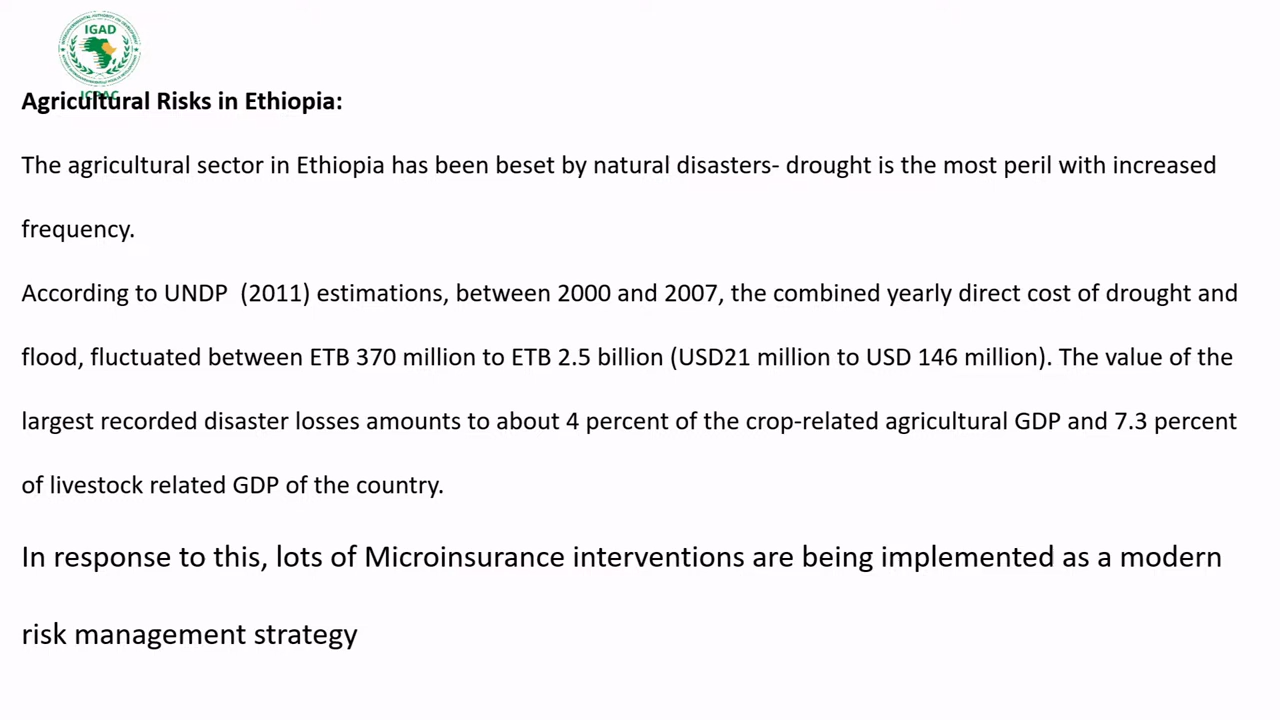 IGAD
ICPAC
Agricultural Risks in Ethiopia:
The agricultural sector in Ethiopia has been beset by natural disasters- drought is the most peril with increased
frequency.
According to UNDP (2011) estimations, between 2000 and 2007, the combined yearly direct cost of drought and
flood, fluctuated between ETB 370 million to ETB 2.5 billion (USD21 million to USD 146 million). The value of the
largest recorded disaster losses amounts to about 4 percent of the crop-related agricultural GDP and 7.3 percent
of livestock related GDP of the country.
In response to this, lots of Microinsurance interventions are being implemented as a modern
risk management strategy